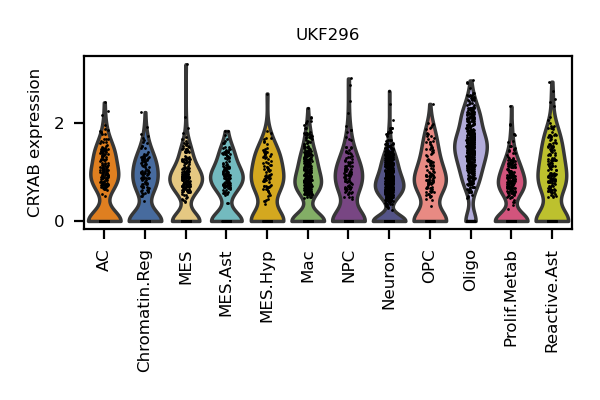 UKF296
CRYAB expression
2
0
AC
Chromatin.Reg
MES
MES.Ast
MES.Hyp
Mac
NPC
Neuron
OPC
Oligo
Prolif.Metab
Reactive.Ast